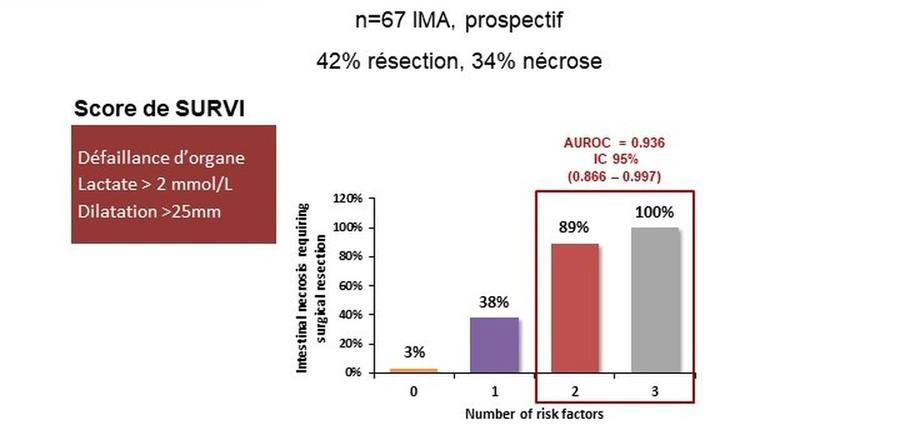 n=67 IMA, prospectif
42% résection, 34% nécrose
Score de SURVI
Défaillance d'organe
Lactate > 2 mmol/L
Dilatation >25mm
AUROC = 0.936
IC 95%
(0.866 – 0.997)
Intestinal necrosis requiring
surgical resection
120%
100%
80%
60%
40%
20%
0%
3%
38%
89%
100%
0
1
2
3
Number of risk factors